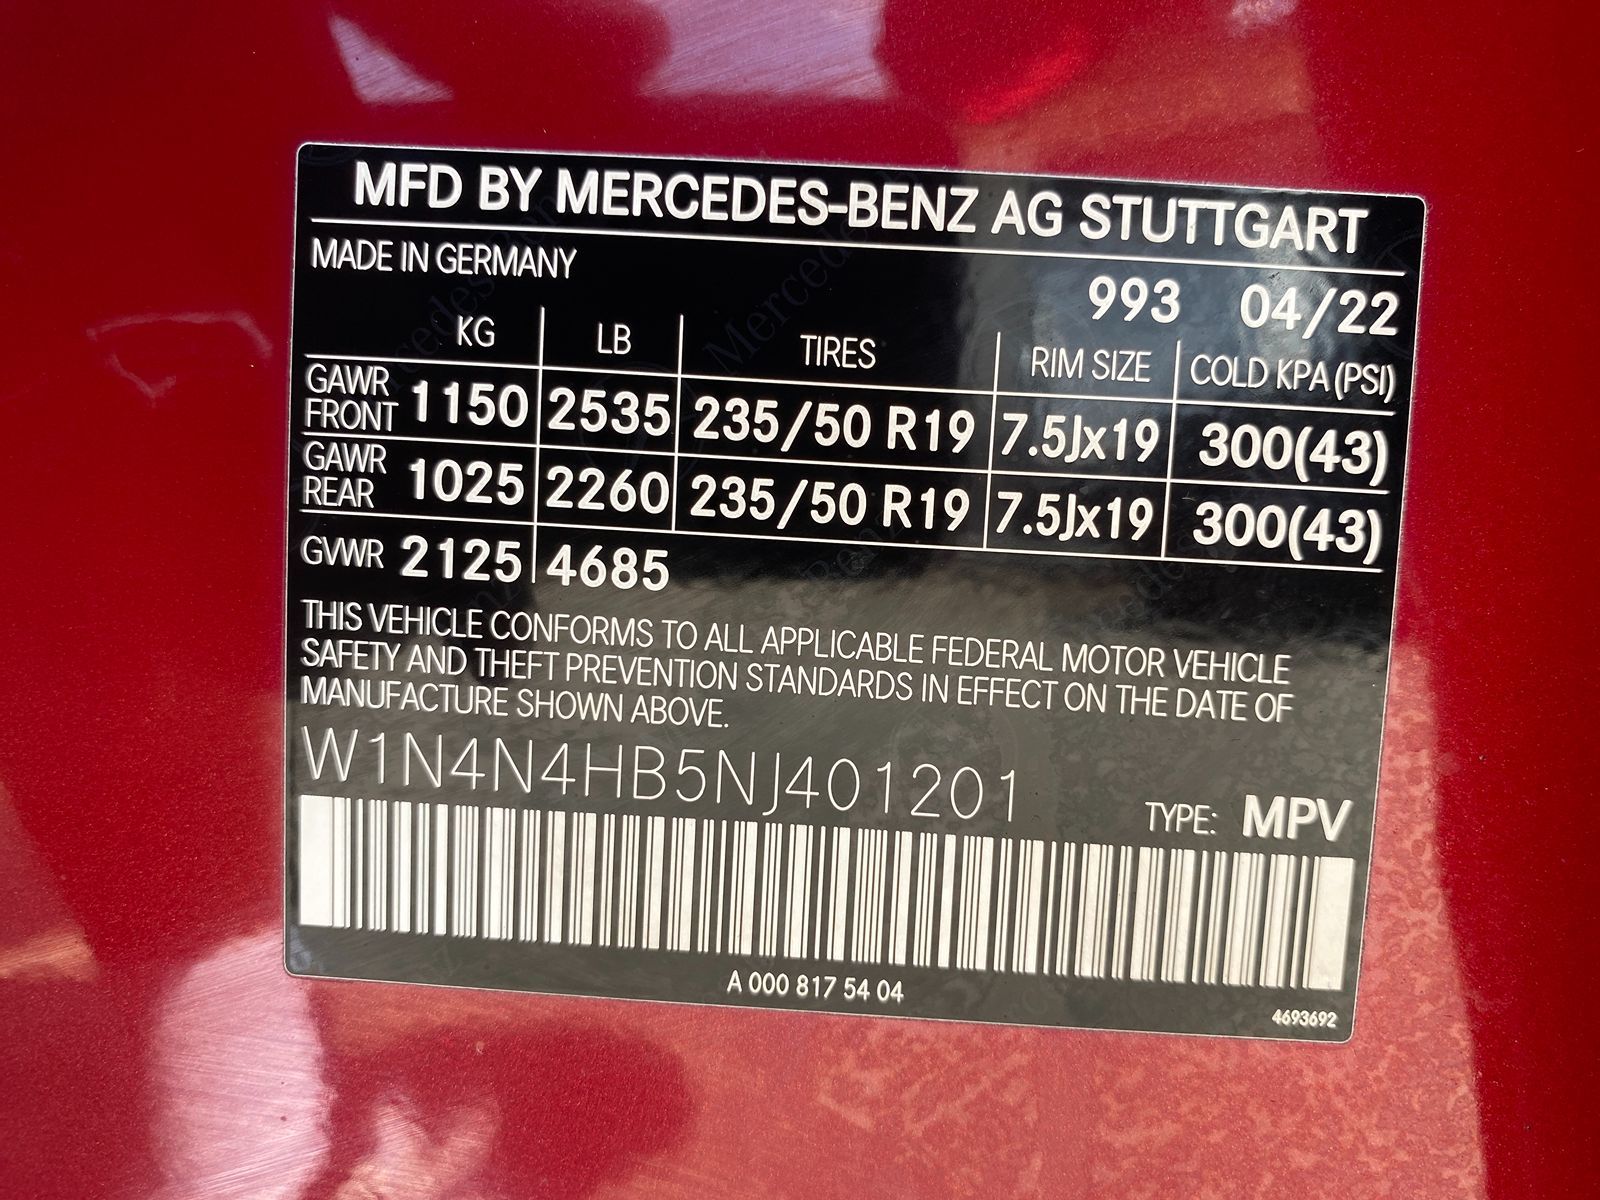 MFD BY MERCEDES-BENZ AG STUTTGART
MADE IN GERMANY
993 04/22
KG LB TIRES RIM SIZE COLD KPA (PSI)
GAWR FRONT 1150 2535 235/50 R19 7.5Jx19 300(43)
GAWR REAR 1025 2260 235/50 R19 7.5Jx19 300(43)
GVWR 2125 4685
THIS VEHICLE CONFORMS TO ALL APPLICABLE FEDERAL MOTOR VEHICLE
SAFETY AND THEFT PREVENTION STANDARDS IN EFFECT ON THE DATE OF
MANUFACTURE SHOWN ABOVE.
W1N4N4HB5NJ401201
TYPE: MPV
A 000 817 54 04
4693692